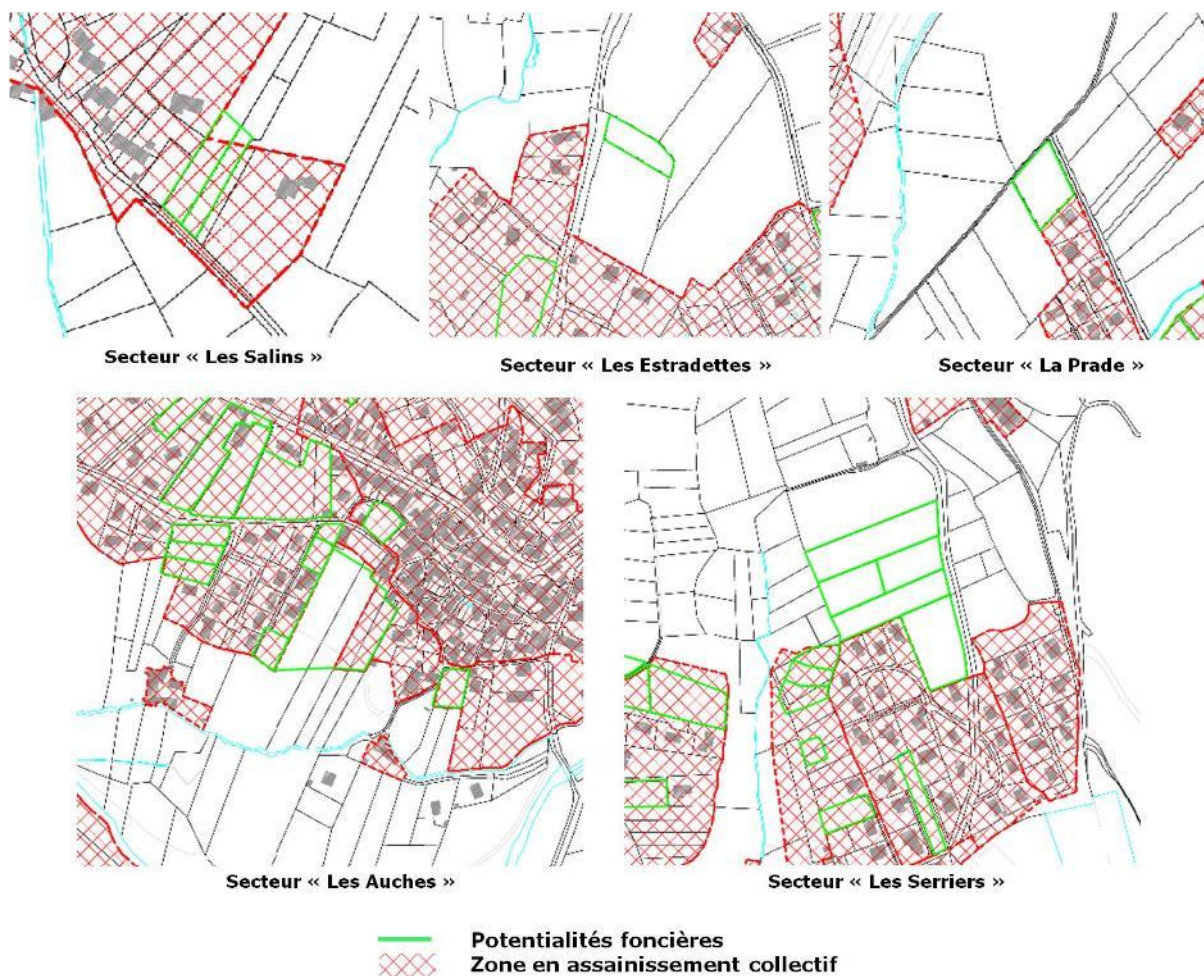 Secteur « Les Salins »
Secteur « Les Estradettes »
Secteur « La Prade »
Secteur « Les Auches »
Secteur « Les Serriers »
Potentialités foncières
Zone en assainissement collectif